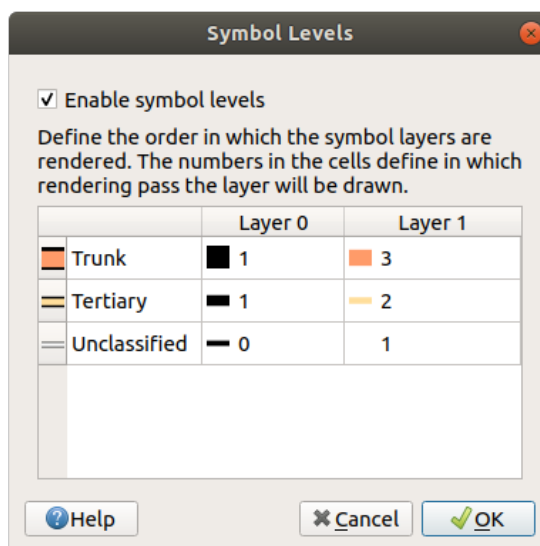 Symbol Levels
Enable symbol levels
Define the order in which the symbol layers are
rendered. The numbers in the cells define in which
rendering pass the layer will be drawn.
Layer 0 Layer 1
Trunk 1 3
Tertiary 1 2
Unclassified 0 1
Help Cancel OK